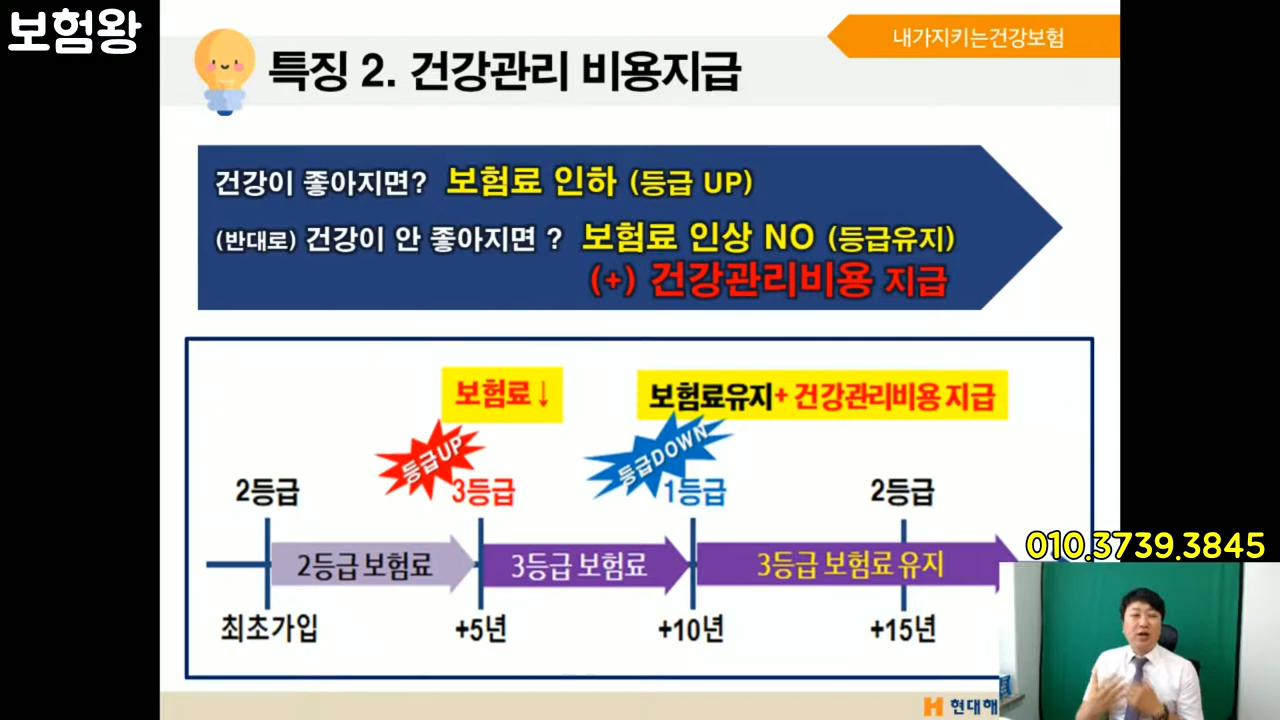 보험왕
내가지키는건강보험
특징 2. 건강관리 비용지급
건강이 좋아지면? 보험료 인하 (등급 UP)
(반대로) 건강이 안 좋아지면 ? 보험료 인상 NO (등급유지)
(+) 건강관리비용 지급
보험료↓
보험료유지+ 건강관리비용 지급
등급UP
등급DOWN
2등급
3등급
1등급
2등급
2등급 보험료
3등급 보험료
3등급 보험료 유지
최초가입
+5년
+10년
+15년
010.3739.3845
현대해